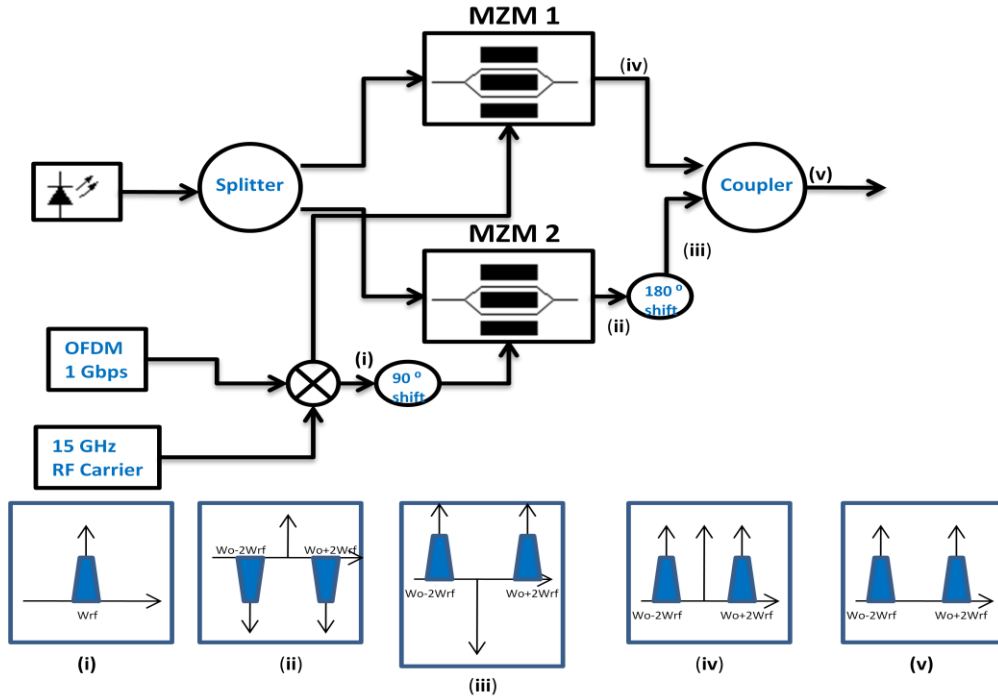 MZM 1
(iv)
Splitter
Coupler
(v)
MZM 2
(iii)
(ii)
180 o
shift
OFDM
1 Gbps
(i)
90 o
shift
15 GHz
RF Carrier
Wrf
(i)
Wo-2Wrf Wo+2Wrf
(ii)
Wo-2Wrf Wo+2Wrf
(iii)
Wo-2Wrf Wo+2Wrf
(iv)
Wo-2Wrf Wo+2Wrf
(v)